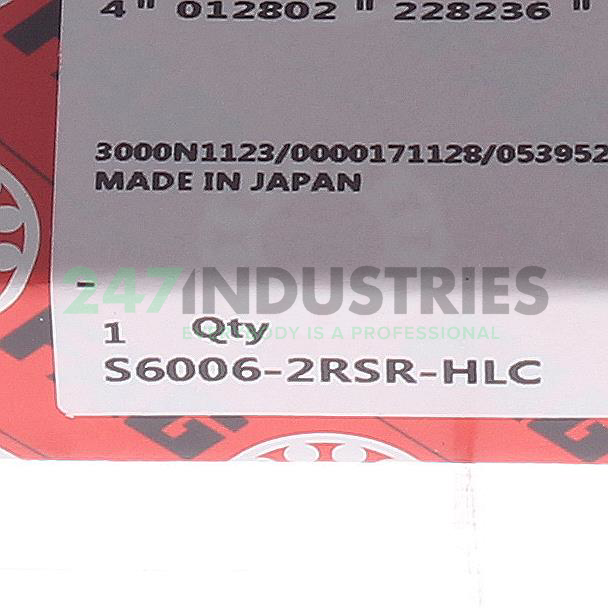 4" 012802 " 228236 "
3000N1123/0000171128/053952
MADE IN JAPAN
-
247INDUSTRIES
1 Qty
EVERYBODY IS A PROFESSIONAL
S6006-2RSR-HLC